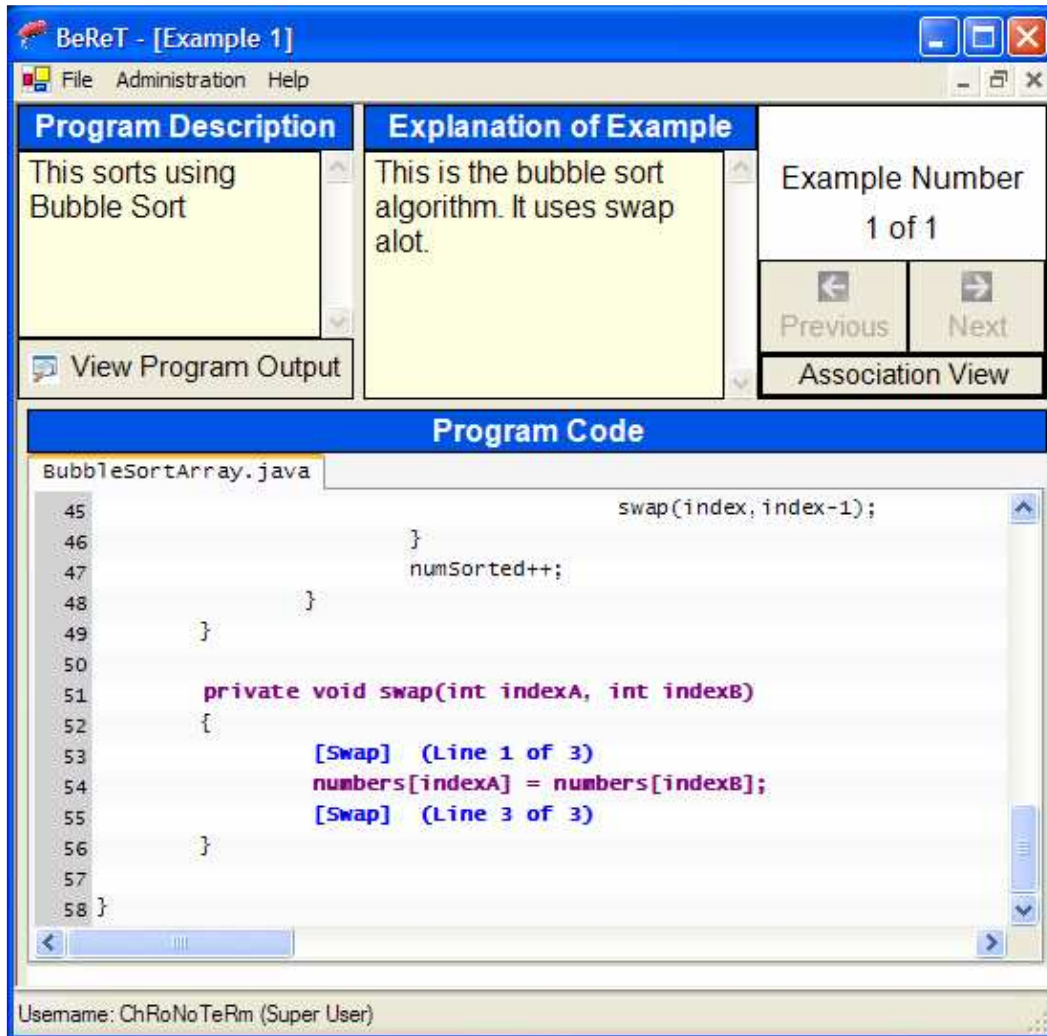 BeReT - [Example 1]
File Administration Help
Program Description
This sorts using
Bubble Sort
View Program Output
Explanation of Example
This is the bubble sort
algorithm. It uses swap
alot.
Example Number
1 of 1
Previous
Next
Association View
Program Code
BubbleSortArray.java
45 swap(index,index-1);
46 }
47 numSorted++;
48 }
49 }
50
51 private void swap(int indexA, int indexB)
52 {
53 [Swap] (Line 1 of 3)
54 numbers[indexA] = numbers[indexB];
55 [Swap] (Line 3 of 3)
56 }
57
58 }
Username: ChRoNoTeRm (Super User)